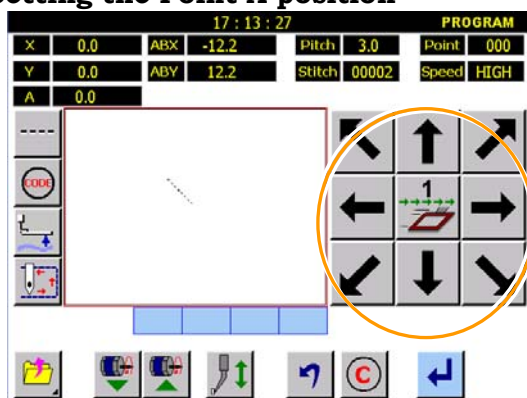 Setting the Point A position
17 : 13 : 27 PROGRAM
X 0.0 ABX -12.2 Pitch 3.0 Point 000
Y 0.0 ABY 12.2 Stitch 00002 Speed HIGH
A 0.0
----
CODE
1
C